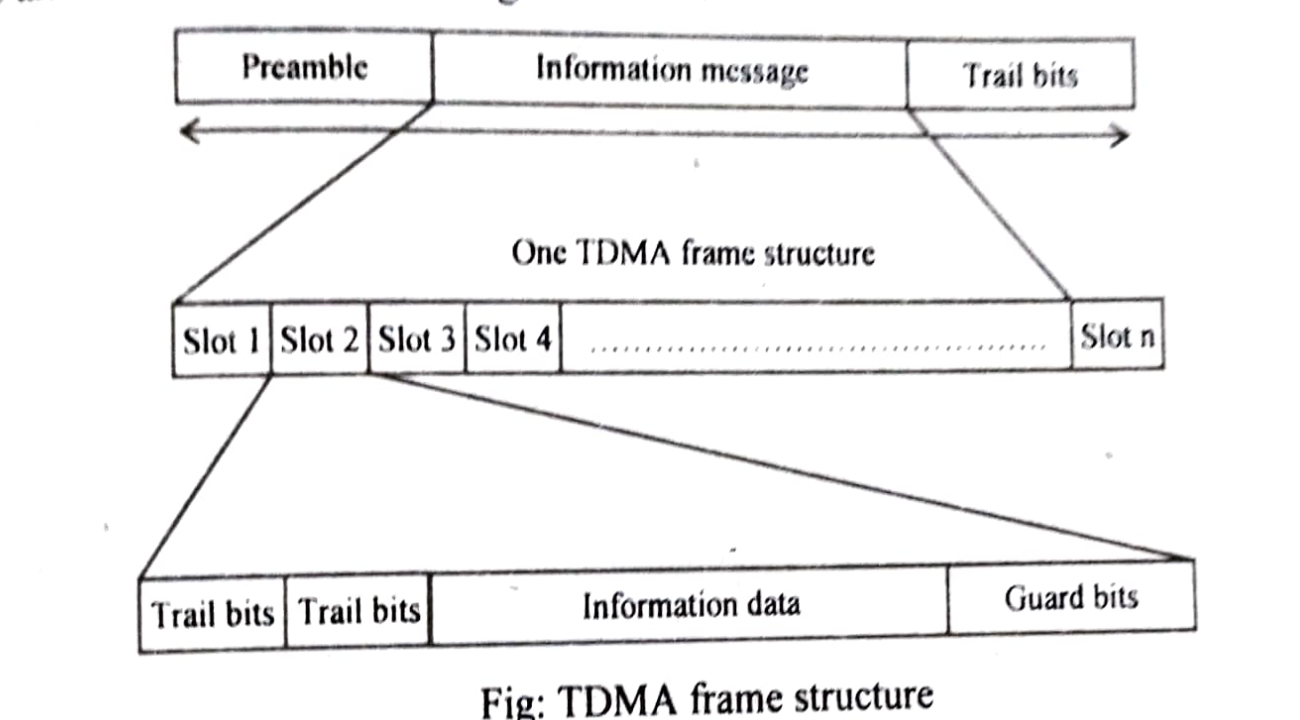 Preamble Information message Trail bits
One TDMA frame structure
Slot 1 Slot 2 Slot 3 Slot 4 ............................................. Slot n
Trail bits Trail bits Information data Guard bits
Fig: TDMA frame structure